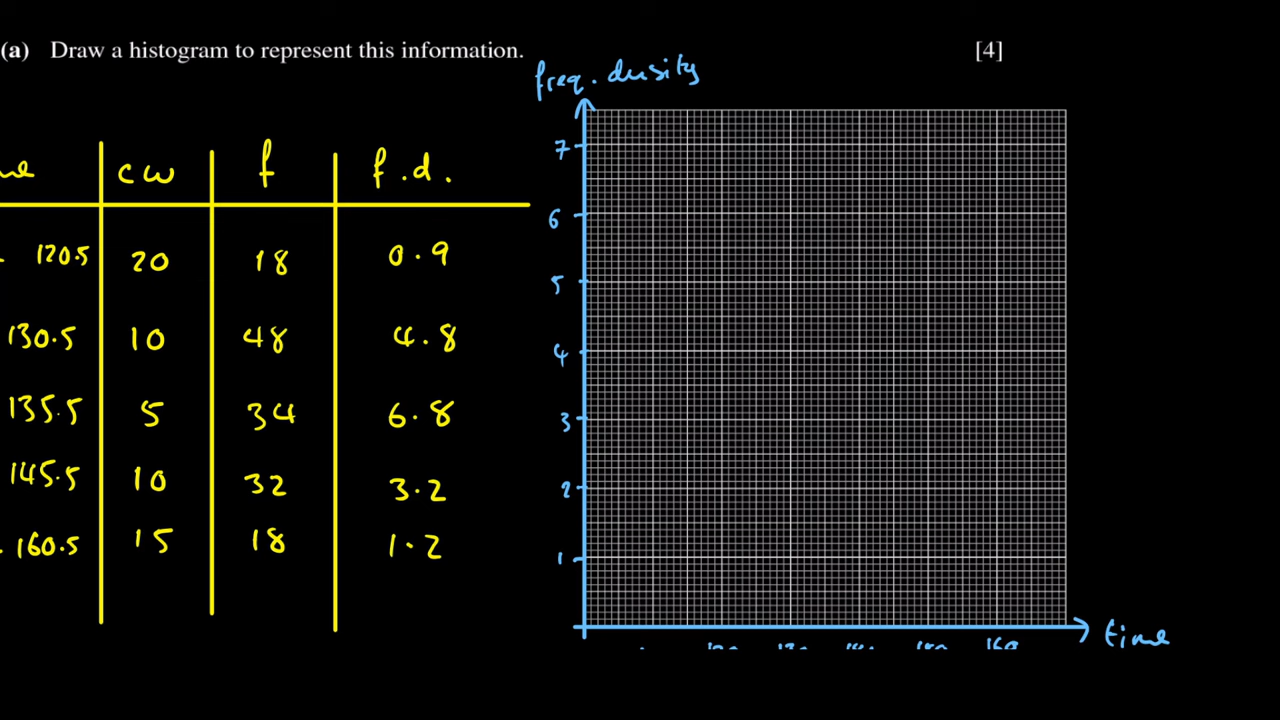 (a) Draw a histogram to represent this information. [4]
freq. density
cw f f.d.
120.5 20 18 0.9
130.5 10 48 4.8
135.5 5 34 6.8
145.5 10 32 3.2
160.5 15 18 1.2
7
6
5
4
3
2
1
time